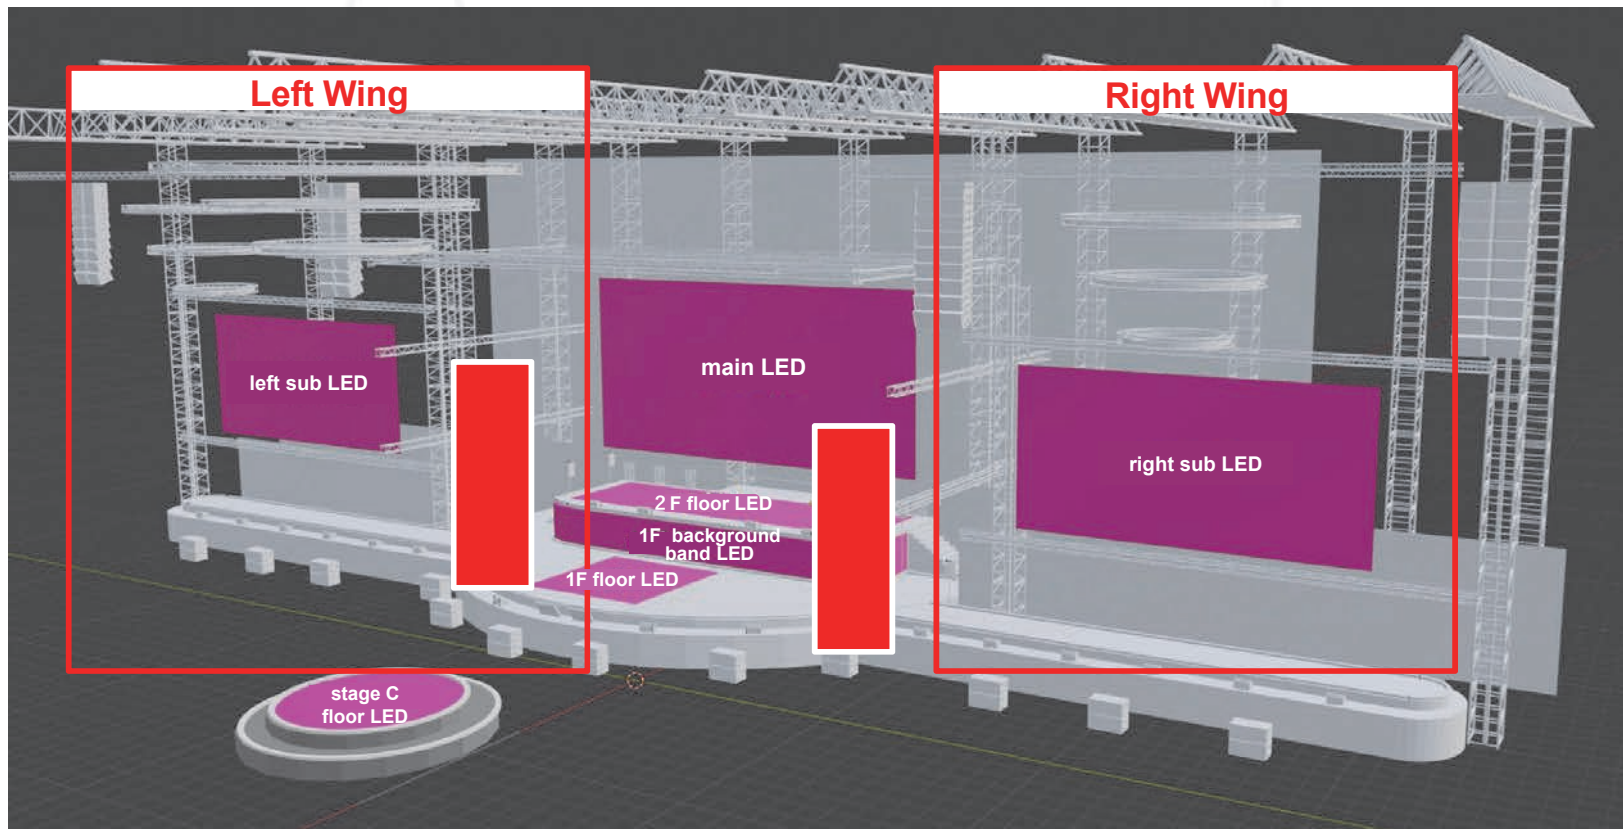 Left Wing
Right Wing
left sub LED
main LED
right sub LED
2 F floor LED
1F background
band LED
1F floor LED
stage C
floor LED